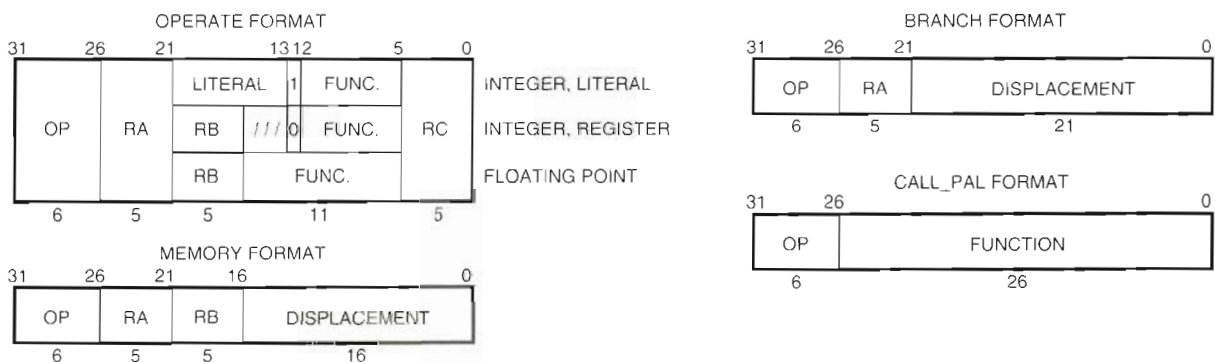 OPERATE FORMAT
31 26 21 13 12 5 0
LITERAL 1 FUNC. INTEGER, LITERAL
OP RA RB /// 0 FUNC. RC INTEGER, REGISTER
RB FUNC. FLOATING POINT
6 5 5 11 5
MEMORY FORMAT
31 26 21 16 0
OP RA RB DISPLACEMENT
6 5 5 16
BRANCH FORMAT
31 26 21 0
OP RA DISPLACEMENT
6 5 21
CALL_PAL FORMAT
31 26 0
OP FUNCTION
6 26